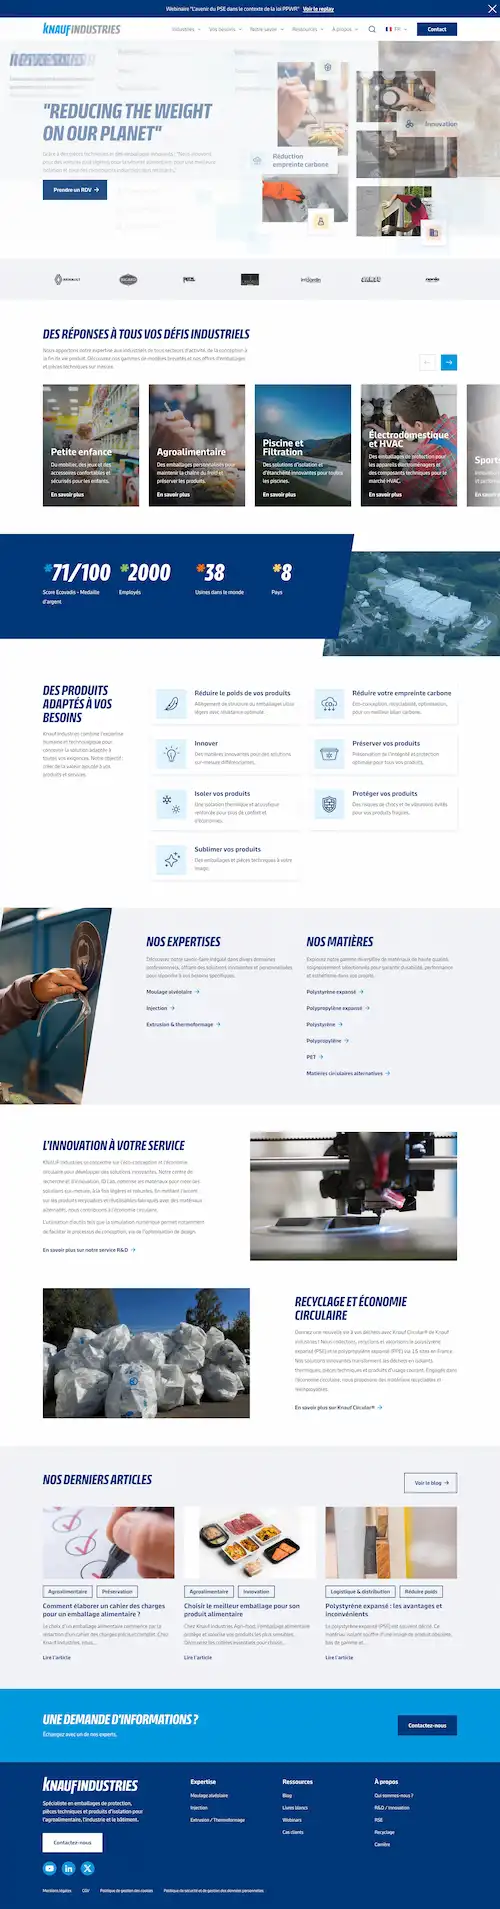 Webinaire "L'avenir du PSE dans le contexte de la loi PPWR" Voir le replay
KNAUFINDUSTRIES
Industries Vos besoins Notre savoir Ressources A propos FR Contact
"REDUCING THE WEIGHT
ON OUR PLANET"
Prendre un RDV
Innovation
Réduction
empreinte carbone
RENAULT
DES RÉPONSES À TOUS VOS DÉFIS INDUSTRIELS
Nous apportons notre expertise aux industriels de tous secteurs d'activité, de la conception à
la fin de vie produit. Découvrez nos gammes de modèles brevetés et nos offres d'emballages
et pièces techniques sur mesure.
Petite enfance
Du mobilier, des jeux et des
accessoires confortables et
sécurisés pour les enfants.
En savoir plus
Agroalimentaire
Des emballages personnalisés pour
maintenir la chaîne du froid et
préserver les produits.
En savoir plus
Piscine et
Filtration
Des solutions d'isolation et
d'étanchéité innovantes pour toutes
les piscines.
En savoir plus
Électrodomestique
et HVAC
Des emballages de protection pour
les appareils électroménagers et
des composants techniques pour le
marché HVAC.
En savoir plus
Sport
71/100
Score Ecovadis - Medaille
d'argent
2000
Employés
38
Usines dans le monde
8
Pays
DES PRODUITS
ADAPTÉS À VOS
BESOINS
Knauf Industries combine l'expertise
humaine et technologique pour
concevoir la solution adaptée à
toutes vos exigences. Notre objectif :
créer de la valeur ajoutée à vos
produits et services.
Réduire le poids de vos produits
Allègement de structure ou emballages ultra
légers avec résistance optimale.
Réduire votre empreinte carbone
Eco-conception, recyclabilité, optimisation,
pour un meilleur bilan carbone.
Innover
Des matières innovantes pour des solutions
sur-mesure différenciantes.
Préserver vos produits
Préservation de l'intégrité et protection
optimale pour tous vos produits.
Isoler vos produits
Une isolation thermique et acoustique
renforcée pour plus de confort et
d'économies.
Protéger vos produits
Des risques de chocs et de vibrations évités
pour vos produits fragiles.
Sublimer vos produits
Des emballages et pièces techniques à votre
image.
NOS EXPERTISES
Découvrez notre savoir-faire inégalé dans divers domaines
professionnels, offrant des solutions innovantes et personnalisées
pour répondre à vos besoins spécifiques.
Moulage alvéolaire
Injection
Extrusion & thermoformage
NOS MATIÈRES
Explorez notre gamme diversifiée de matériaux de haute qualité,
soigneusement sélectionnés pour garantir durabilité, performance
et esthétisme dans vos projets.
Polystyrène expansé
Polypropylène expansé
Polystyrène
Polypropylène
PET
Matières circulaires alternatives
L'INNOVATION À VOTRE SERVICE
KNAUF Industries se concentre sur l'éco-conception et l'économie
circulaire pour développer des solutions innovantes. Notre centre de
recherche et d'innovation, ID Lab, combine les matériaux pour créer des
solutions sur-mesure, à la fois légères et robustes. En mettant l'accent
sur les produits recyclables et réutilisables fabriqués avec des matériaux
alternatifs, nous contribuons à l'économie circulaire.
L'utilisation d'outils tels que la simulation numérique permet notamment
de faciliter le processus de conception, via de l'optimisation de design.
En savoir plus sur notre service R&D
RECYCLAGE ET ÉCONOMIE
CIRCULAIRE
Donnez une nouvelle vie à vos déchets avec Knauf Circular® de Knauf
Industries ! Nous collectons, recyclons et valorisons le polystyrène
expansé (PSE) et le polypropylène expansé (PPE) via 15 sites en France.
Nos solutions innovantes transforment les déchets en isolants
thermiques, pièces techniques et produits d'usage courant. Engagés dans
l'économie circulaire, nous proposons des matériaux recyclables et
réemployables.
En savoir plus sur Knauf Circular®
NOS DERNIERS ARTICLES
Voir le blog
Agroalimentaire Préservation
Comment élaborer un cahier des charges
pour un emballage alimentaire ?
Le choix d'un emballage alimentaire commence par la
rédaction d'un cahier des charges précis et complet. Chez
Knauf Industries, nous...
Lire l'article
Agroalimentaire Innovation
Choisir le meilleur emballage pour son
produit alimentaire
Chez Knauf Industries Agri-food, l'emballage alimentaire
protège et valorise vos produits les plus sensibles.
Découvrez les critères essentiels pour choisir...
Lire l'article
Logistique & distribution Réduire poids
Polystyrène expansé : les avantages et
inconvénients
Le polystyrène expansé (PSE) est souvent décrié. Ce
matériau isolant souffre d'une image de produit obsolète,
bas de gamme et...
Lire l'article
UNE DEMANDE D'INFORMATIONS ?
Échangez avec un de nos experts.
Contactez-nous
KNAUFINDUSTRIES
Spécialiste en emballages de protection,
pièces techniques et produits d'isolation pour
l'agroalimentaire, l'industrie et le bâtiment.
Contactez-nous
Expertise
Moulage alvéolaire
Injection
Extrusion / Thermoformage
Ressources
Blog
Livres blancs
Webinars
Cas clients
À propos
Qui sommes-nous ?
R&D / Innovation
RSE
Recyclage
Carrière
Mentions légales CGV Politique de gestion des cookies Politique de sécurité et de gestion des données personnelles